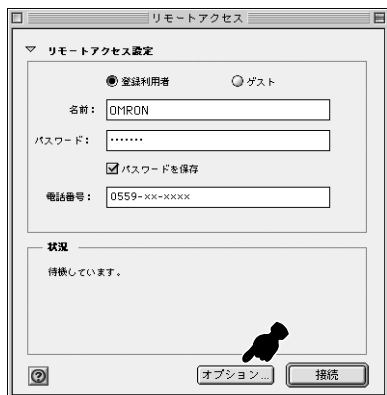 リモートアクセス
リモートアクセス設定
登録利用者 ゲスト
名前： OMRON
パスワード： •••••••
パスワードを保存
電話番号： 0559-××-××××
状況
待機しています。
? オプション... 接続